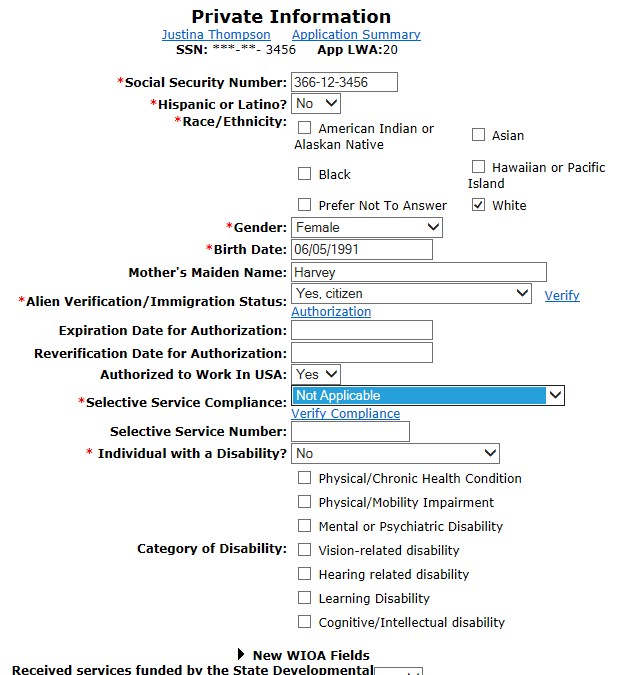 Private Information
Justina Thompson Application Summary
SSN: ***-**- 3456 App LWA:20
*Social Security Number: 366-12-3456
*Hispanic or Latino? No
*Race/Ethnicity:
American Indian or Alaskan Native
Asian
Black
Hawaiian or Pacific Island
Prefer Not To Answer
White
*Gender: Female
*Birth Date: 06/05/1991
Mother's Maiden Name: Harvey
*Alien Verification/Immigration Status: Yes, citizen Verify
Authorization
Expiration Date for Authorization:
Reverification Date for Authorization:
Authorized to Work In USA: Yes
*Selective Service Compliance: Not Applicable
Verify Compliance
Selective Service Number:
* Individual with a Disability? No
Physical/Chronic Health Condition
Physical/Mobility Impairment
Mental or Psychiatric Disability
Category of Disability: Vision-related disability
Hearing related disability
Learning Disability
Cognitive/Intellectual disability
New WIOA Fields
Received services funded by the State Developmental